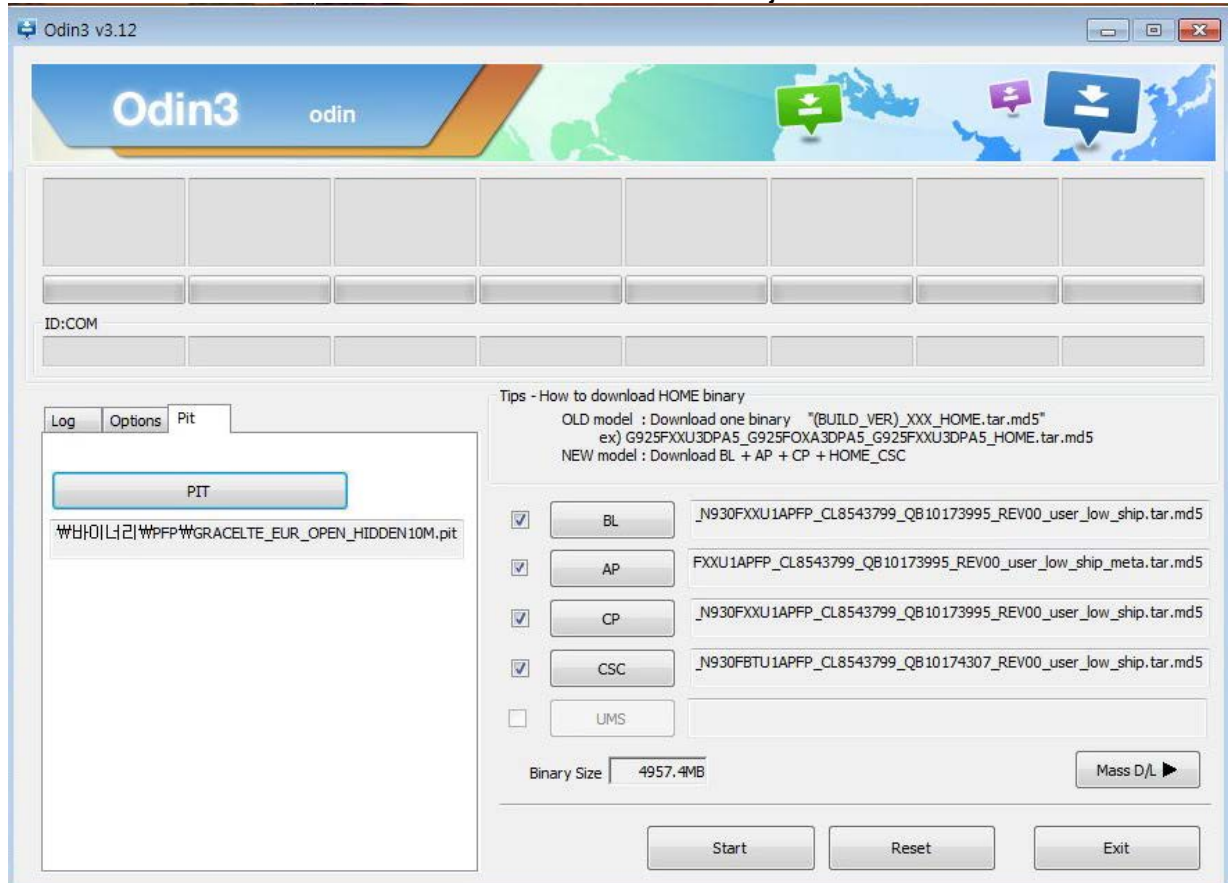 Odin3 v3.12
Odin3 odin
ID:COM
Log Options Pit
PIT
₩바이너리₩PFP₩GRACELTE_EUR_OPEN_HIDDEN10M.pit
Tips - How to download HOME binary
OLD model : Download one binary "(BUILD_VER)_XXX_HOME.tar.md5"
ex) G925FXXU3DPA5_G925FOXA3DPA5_G925FXXU3DPA5_HOME.tar.md5
NEW model : Download BL + AP + CP + HOME_CSC
BL _N930FXXU1APFP_CL8543799_QB10173995_REV00_user_low_ship.tar.md5
AP FXXU1APFP_CL8543799_QB10173995_REV00_user_low_ship_meta.tar.md5
CP _N930FXXU1APFP_CL8543799_QB10173995_REV00_user_low_ship.tar.md5
CSC _N930FBTU1APFP_CL8543799_QB10174307_REV00_user_low_ship.tar.md5
UMS
Binary Size 4957.4MB
Mass D/L ▶
Start Reset Exit